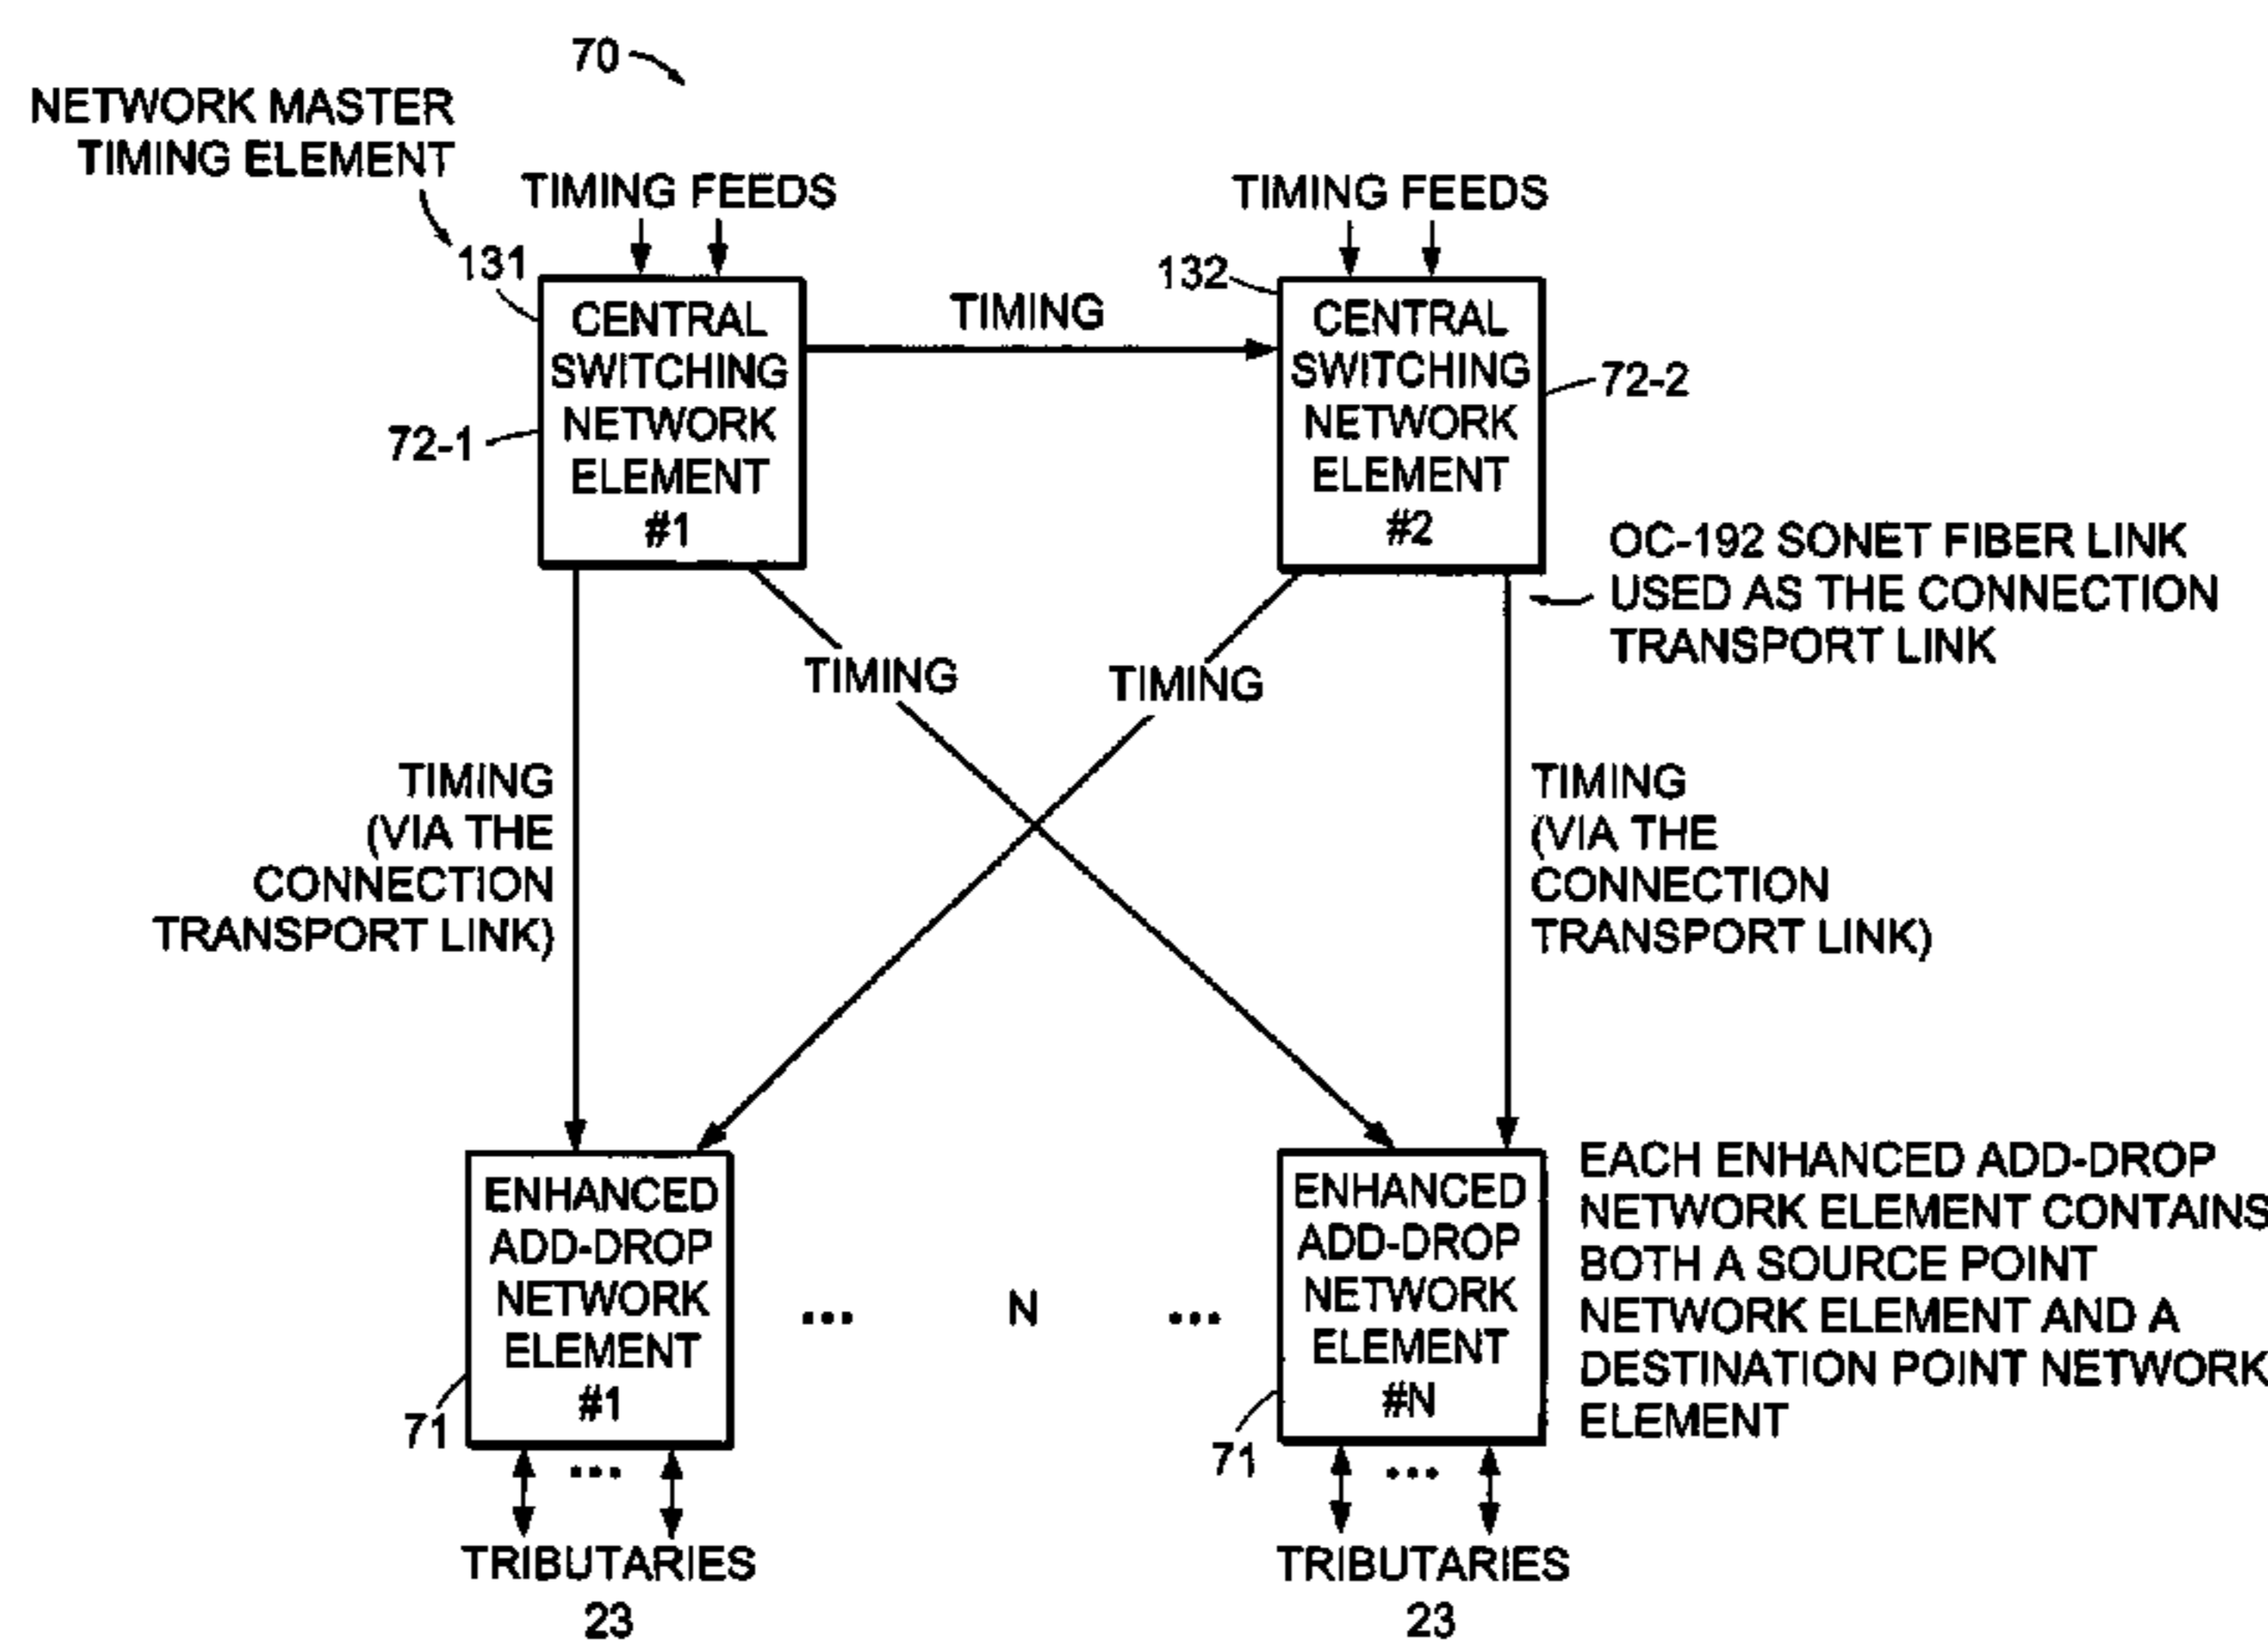 70
NETWORK MASTER
TIMING ELEMENT
TIMING FEEDS
TIMING FEEDS
131
132
CENTRAL
SWITCHING
NETWORK
ELEMENT
#1
72-1
TIMING
CENTRAL
SWITCHING
NETWORK
ELEMENT
#2
72-2
OC-192 SONET FIBER LINK
USED AS THE CONNECTION
TRANSPORT LINK
TIMING
TIMING
TIMING
(VIA THE
CONNECTION
TRANSPORT LINK)
TIMING
(VIA THE
CONNECTION
TRANSPORT LINK)
ENHANCED
ADD-DROP
NETWORK
ELEMENT
#1
71
... N ...
ENHANCED
ADD-DROP
NETWORK
ELEMENT
#N
71
EACH ENHANCED ADD-DROP
NETWORK ELEMENT CONTAINS
BOTH A SOURCE POINT
NETWORK ELEMENT AND A
DESTINATION POINT NETWORK
ELEMENT
...
...
TRIBUTARIES
23
TRIBUTARIES
23